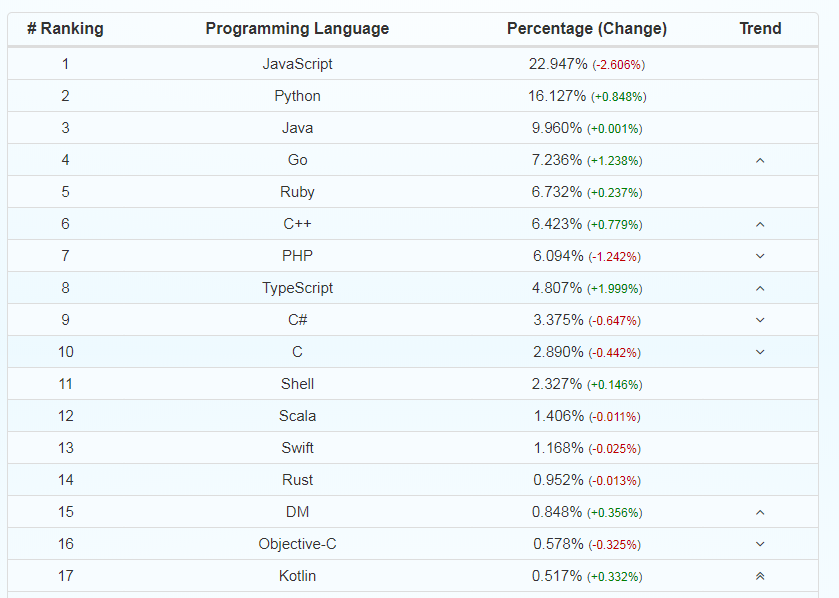 # Ranking Programming Language Percentage (Change) Trend
1 JavaScript 22.947% (-2.606%)
2 Python 16.127% (+0.848%)
3 Java 9.960% (+0.001%)
4 Go 7.236% (+1.238%)
5 Ruby 6.732% (+0.237%)
6 C++ 6.423% (+0.779%)
7 PHP 6.094% (-1.242%)
8 TypeScript 4.807% (+1.999%)
9 C# 3.375% (-0.647%)
10 C 2.890% (-0.442%)
11 Shell 2.327% (+0.146%)
12 Scala 1.406% (-0.011%)
13 Swift 1.168% (-0.025%)
14 Rust 0.952% (-0.013%)
15 DM 0.848% (+0.356%)
16 Objective-C 0.578% (-0.325%)
17 Kotlin 0.517% (+0.332%)